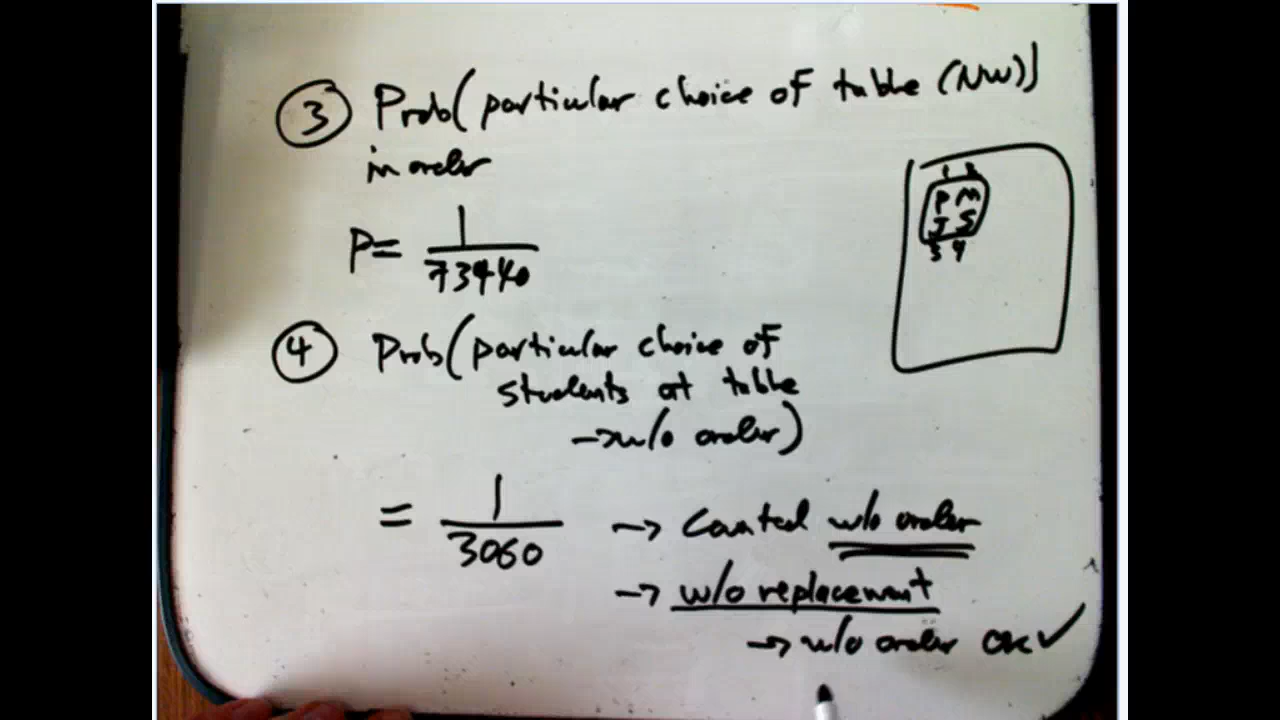 ③ Prob(particular choice of table (NW))
in order
P = 1/73440
1 2
P M
J S
3 4
④ Prob(particular choice of
students at table
→ w/o order)
= 1/3060 → Counted w/o order
→ w/o replacement
→ w/o order OK ✓